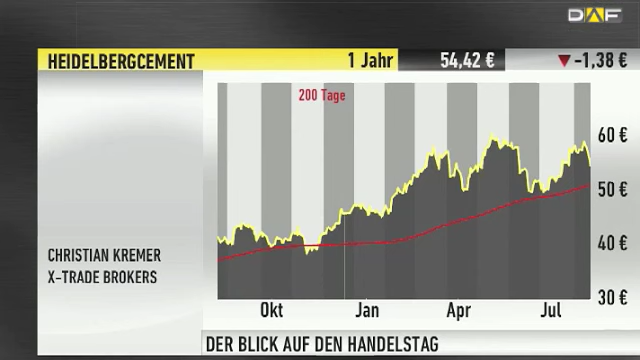 DAF
HEIDELBERGCEMENT 1 Jahr 54,42 € ▼-1,38 €
200 Tage
60 €
50 €
40 €
30 €
CHRISTIAN KREMER
X-TRADE BROKERS
Okt Jan Apr Jul
DER BLICK AUF DEN HANDELSTAG